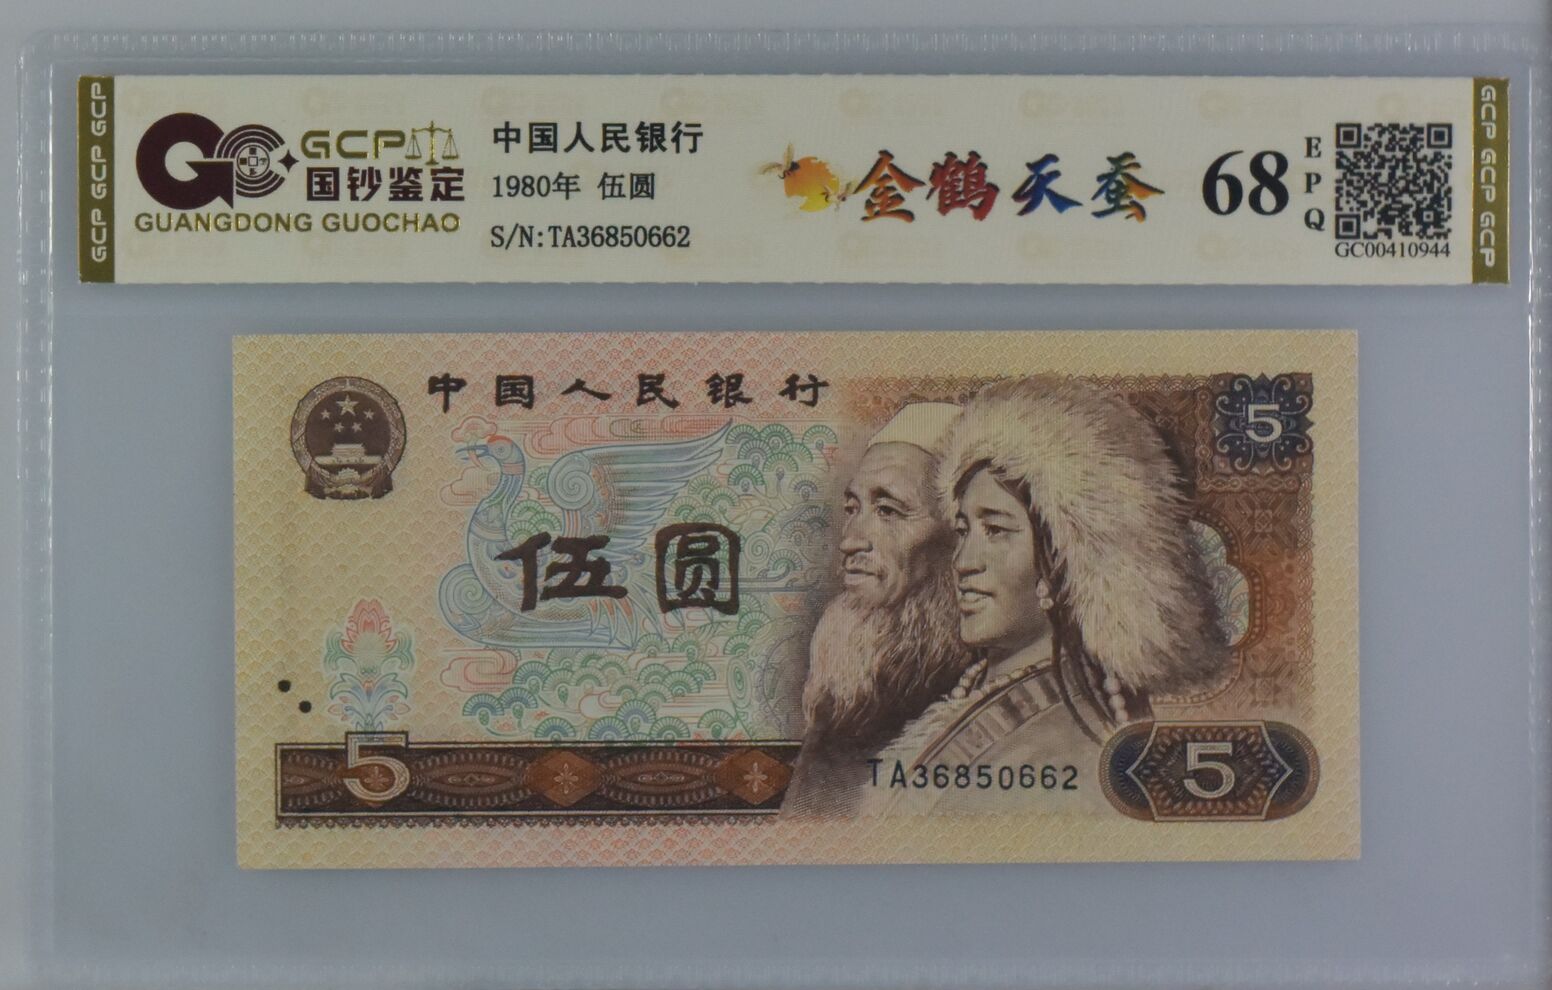 GCP GCP GCP
GCP
国钞鉴定
GUANGDONG GUOCHAO
中国人民银行
1980年 伍圆
S/N:TA36850662
金鹤天蚕
68
EPQ
GC00410944
GCP GCP GCP
中国人民银行
5
伍圆
5
TA36850662
5